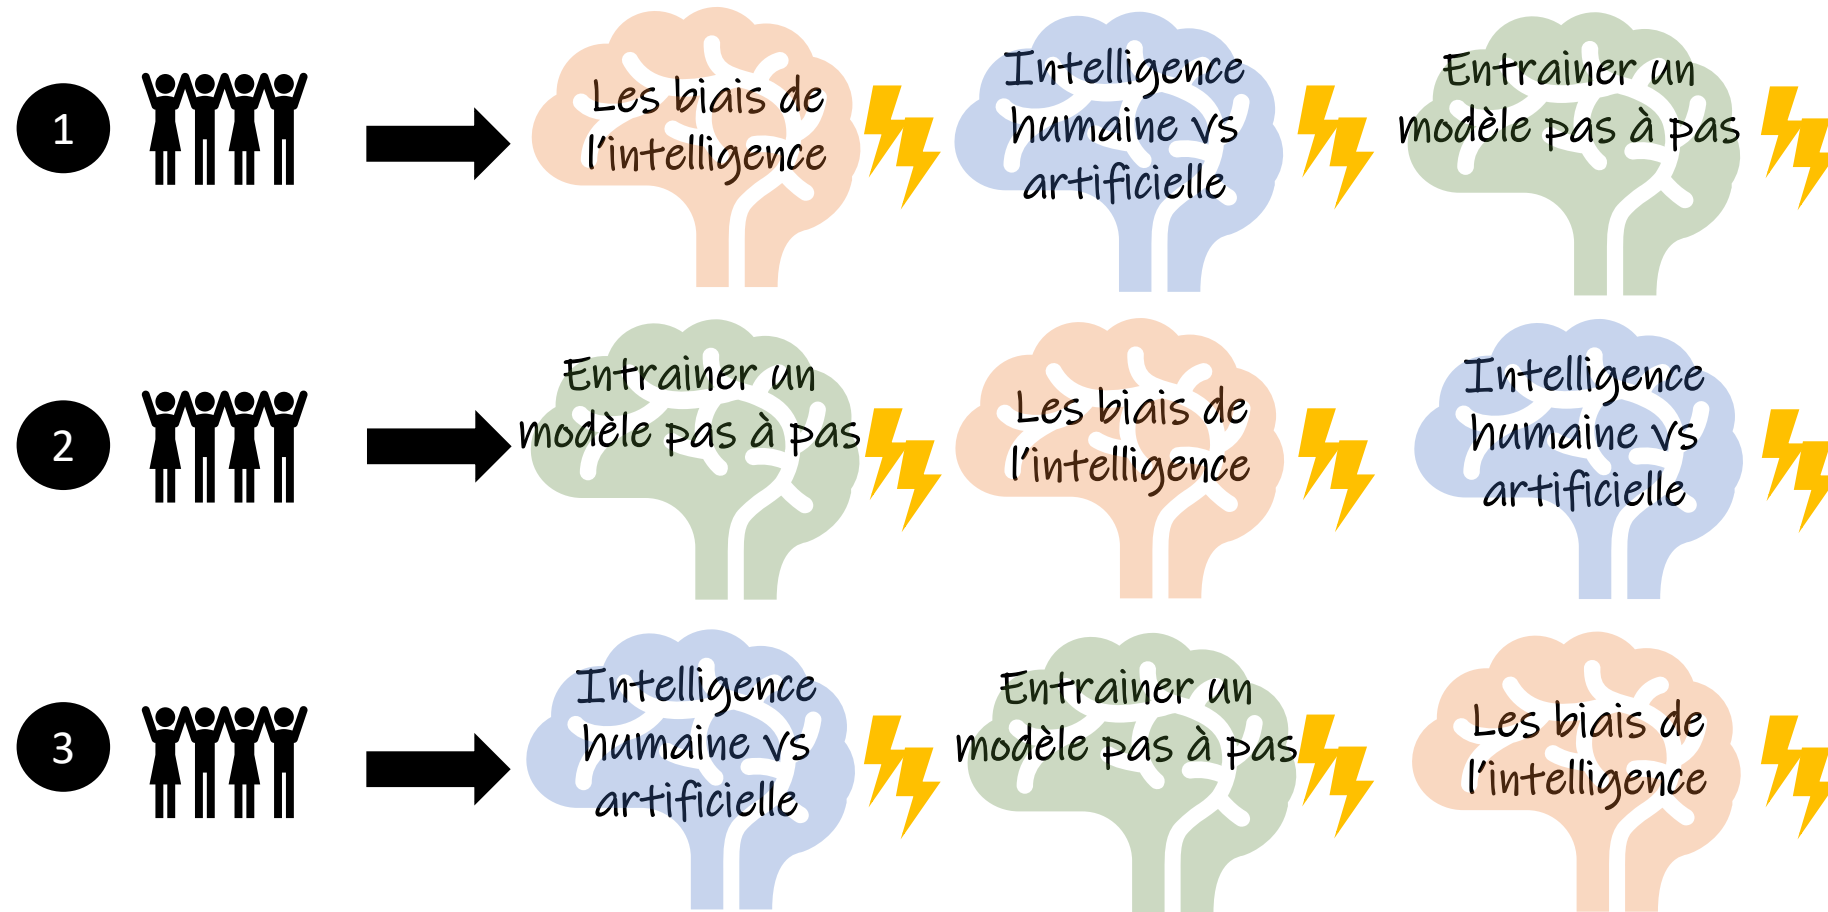 1
Les biais de
l'intelligence
Intelligence
humaine vs
artificielle
Entrainer un
modèle pas à pas
2
Entrainer un
modèle pas à pas
Les biais de
l'intelligence
Intelligence
humaine vs
artificielle
3
Intelligence
humaine vs
artificielle
Entrainer un
modèle pas à pas
Les biais de
l'intelligence